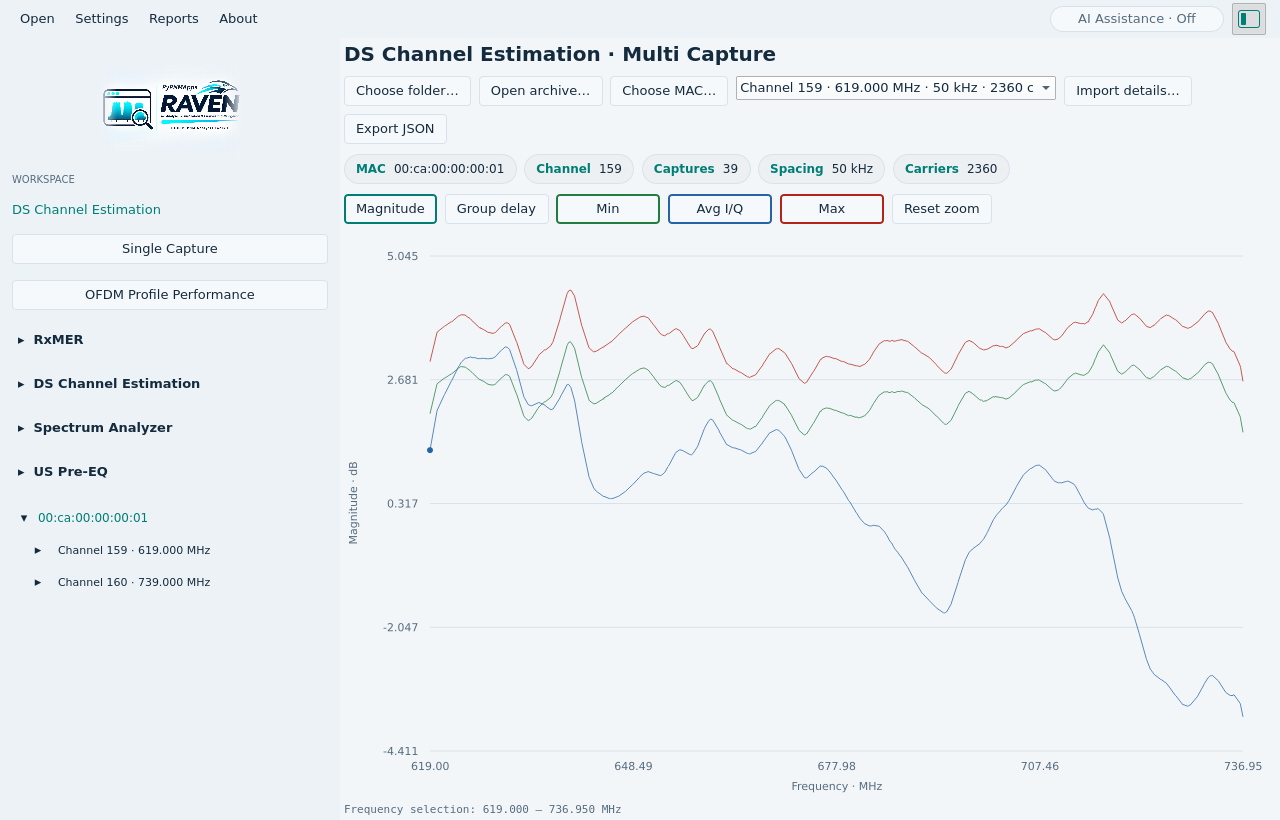 Open Settings Reports About
AI Assistance · Off
PyPNMApps
RAVEN
WORKSPACE
DS Channel Estimation
Single Capture
OFDM Profile Performance
▸ RxMER
▸ DS Channel Estimation
▸ Spectrum Analyzer
▸ US Pre-EQ
▾ 00:ca:00:00:00:01
▸ Channel 159 · 619.000 MHz
▸ Channel 160 · 739.000 MHz
DS Channel Estimation · Multi Capture
Choose folder… Open archive… Choose MAC… Channel 159 · 619.000 MHz · 50 kHz · 2360 c Import details…
Export JSON
MAC 00:ca:00:00:00:01 Channel 159 Captures 39 Spacing 50 kHz Carriers 2360
Magnitude Group delay Min Avg I/Q Max Reset zoom
5.045
2.681
0.317
-2.047
-4.411
Magnitude · dB
619.00 648.49 677.98 707.46 736.95
Frequency · MHz
Frequency selection: 619.000 — 736.950 MHz